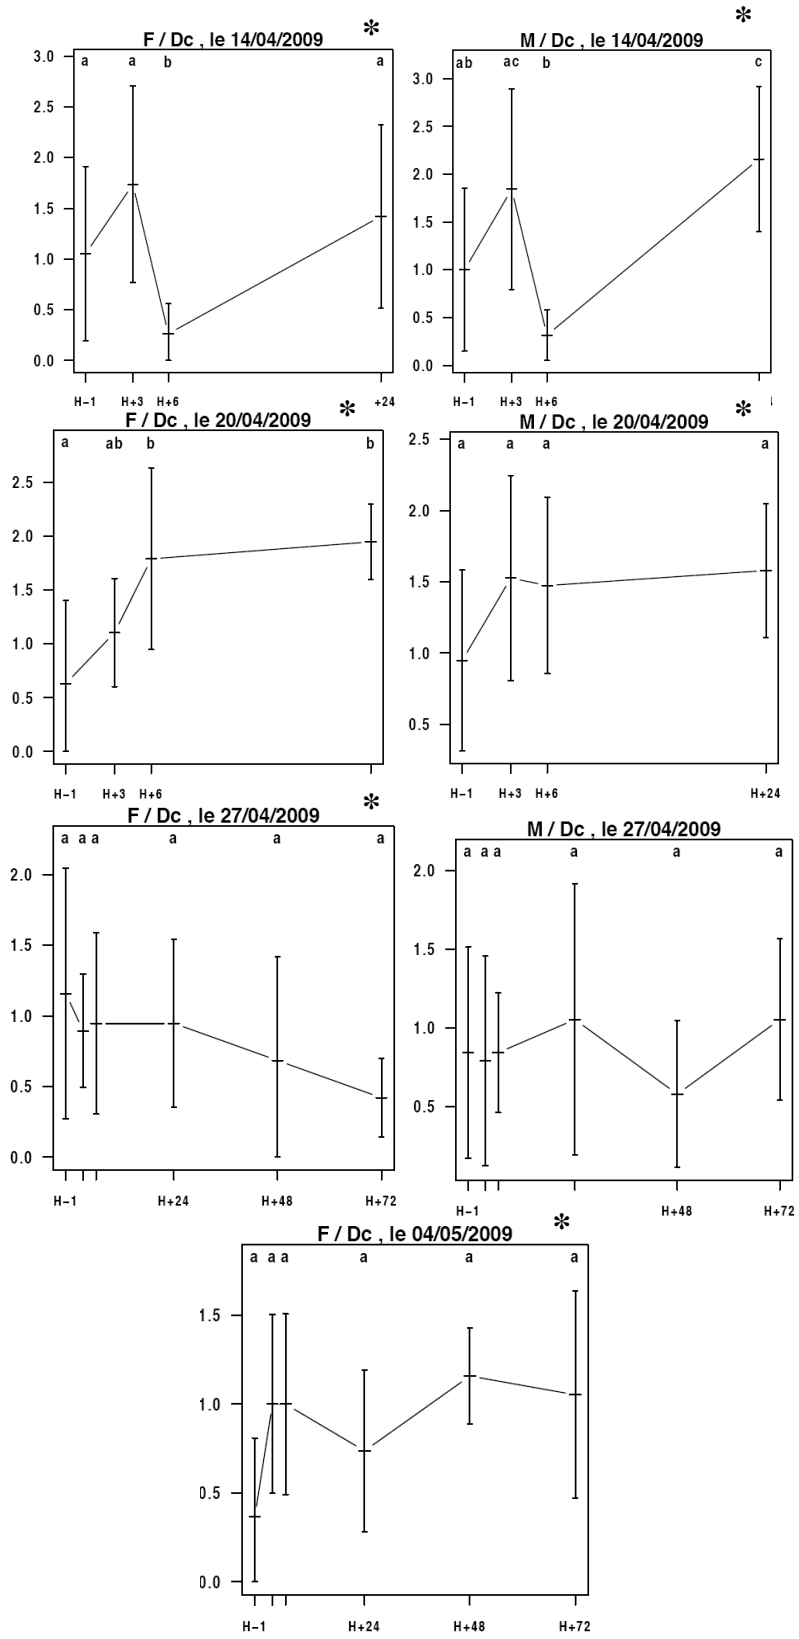 F / Dc , le 14/04/2009 *
3.0
2.5
2.0
1.5
1.0
0.5
0.0
a a b a
H−1 H+3 H+6 +24
M / Dc , le 14/04/2009 *
3.0
2.5
2.0
1.5
1.0
0.5
0.0
ab ac b c
H−1 H+3 H+6
F / Dc , le 20/04/2009 *
2.5
2.0
1.5
1.0
0.5
0.0
a ab b b
H−1 H+3 H+6
M / Dc , le 20/04/2009 *
2.5
2.0
1.5
1.0
0.5
a a a a
H−1 H+3 H+6 H+24
F / Dc , le 27/04/2009 *
2.0
1.5
1.0
0.5
0.0
a a a a a a
H−1 H+24 H+48 H+72
M / Dc , le 27/04/2009
2.0
1.5
1.0
0.5
a a a a a a
H−1 H+48 H+72
F / Dc , le 04/05/2009 *
1.5
1.0
0.5
0.0
a a a a a a
H−1 H+24 H+48 H+72